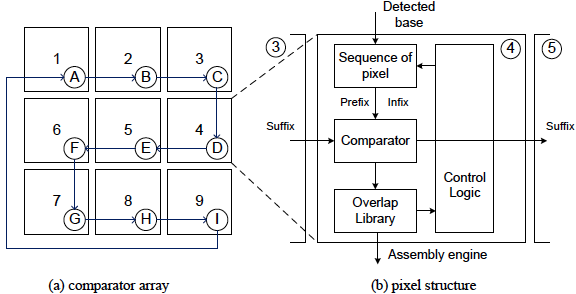 1 2 3
A B C
6 5 4
F E D
7 8 9
G H I
(a) comparator array
Detected
base
3 4 5
Sequence of
pixel
Prefix Infix
Suffix Comparator Suffix
Control
Logic
Overlap
Library
Assembly engine
(b) pixel structure